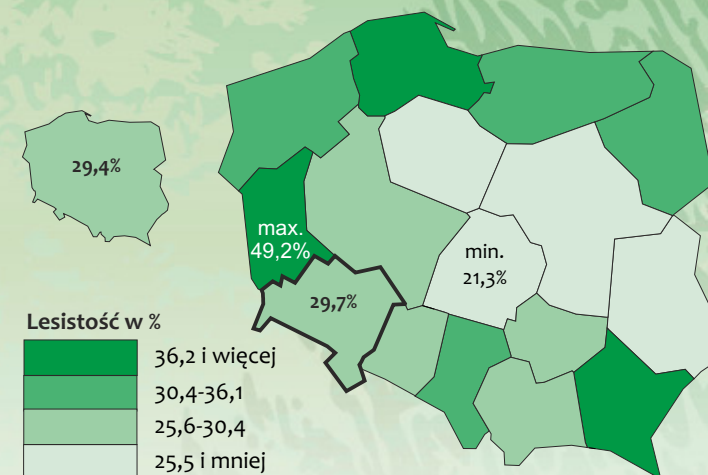 29,4%
max.
49,2%
min.
21,3%
29,7%
Lesistość w %
36,2 i więcej
30,4-36,1
25,6-30,4
25,5 i mniej